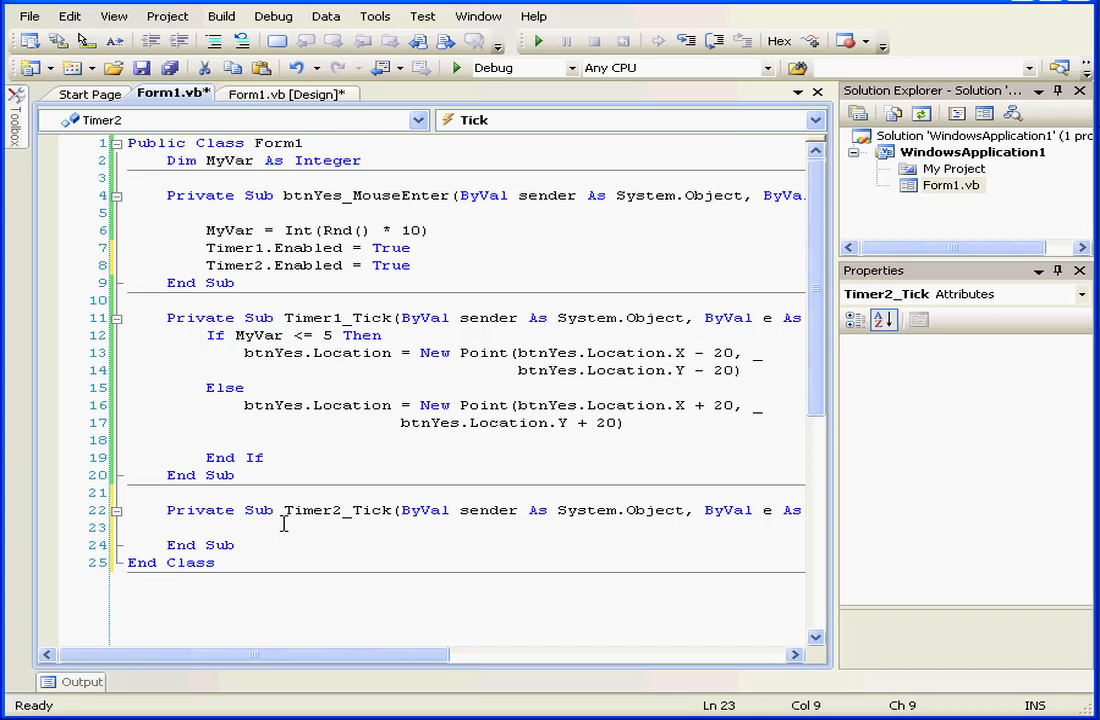 File Edit View Project Build Debug Data Tools Test Window Help
Hex
Debug Any CPU
Toolbox
Start Page Form1.vb* Form1.vb [Design]*
Timer2 Tick
1 Public Class Form1
2 Dim MyVar As Integer
3
4 Private Sub btnYes_MouseEnter(ByVal sender As System.Object, ByVa
5
6 MyVar = Int(Rnd() * 10)
7 Timer1.Enabled = True
8 Timer2.Enabled = True
9 End Sub
10
11 Private Sub Timer1_Tick(ByVal sender As System.Object, ByVal e As
12 If MyVar <= 5 Then
13 btnYes.Location = New Point(btnYes.Location.X - 20, _
14 btnYes.Location.Y - 20)
15 Else
16 btnYes.Location = New Point(btnYes.Location.X + 20, _
17 btnYes.Location.Y + 20)
18
19 End If
20 End Sub
21
22 Private Sub Timer2_Tick(ByVal sender As System.Object, ByVal e As
23
24 End Sub
25 End Class
Solution Explorer - Solution '...
Solution 'WindowsApplication1' (1 pro
WindowsApplication1
My Project
Form1.vb
Properties
Timer2_Tick Attributes
Output
Ready Ln 23 Col 9 Ch 9 INS